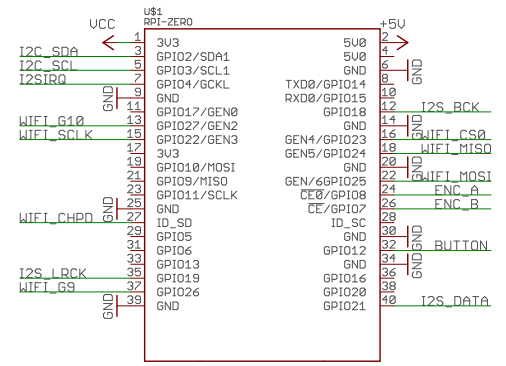 U$1
VCC RPI-ZERO +5V
1 3V3 5V0 2
I2C_SDA 3 GPIO2/SDA1 5V0 4
I2C_SCL 5 GPIO3/SCL1 GND 6 GND
I2SIRQ 7 GPIO4/GCKL TXD0/GPIO14 8
GND 9 GND RXD0/GPIO15 10
11 GPIO17/GEN0 GPIO18 12 I2S_BCK
WIFI_G10 13 GPIO27/GEN2 GND 14 GND
WIFI_SCLK 15 GPIO22/GEN3 GEN4/GPIO23 16 WIFI_CS0
17 3V3 GEN5/GPIO24 18 WIFI_MISO
19 GPIO10/MOSI GND 20 GND
21 GPIO9/MISO GEN/6GPIO25 22 WIFI_MOSI
23 GPIO11/SCLK CE0/GPIO8 24 ENC_A
GND 25 GND CE/GPIO7 26 ENC_B
WIFI_CHPD 27 ID_SD ID_SC 28
29 GPIO5 GND 30 GND
31 GPIO6 GPIO12 32 BUTTON
33 GPIO13 GND 34 GND
I2S_LRCK 35 GPIO19 GPIO16 36
WIFI_G9 37 GPIO26 GPIO20 38
GND 39 GND GPIO21 40 I2S_DATA